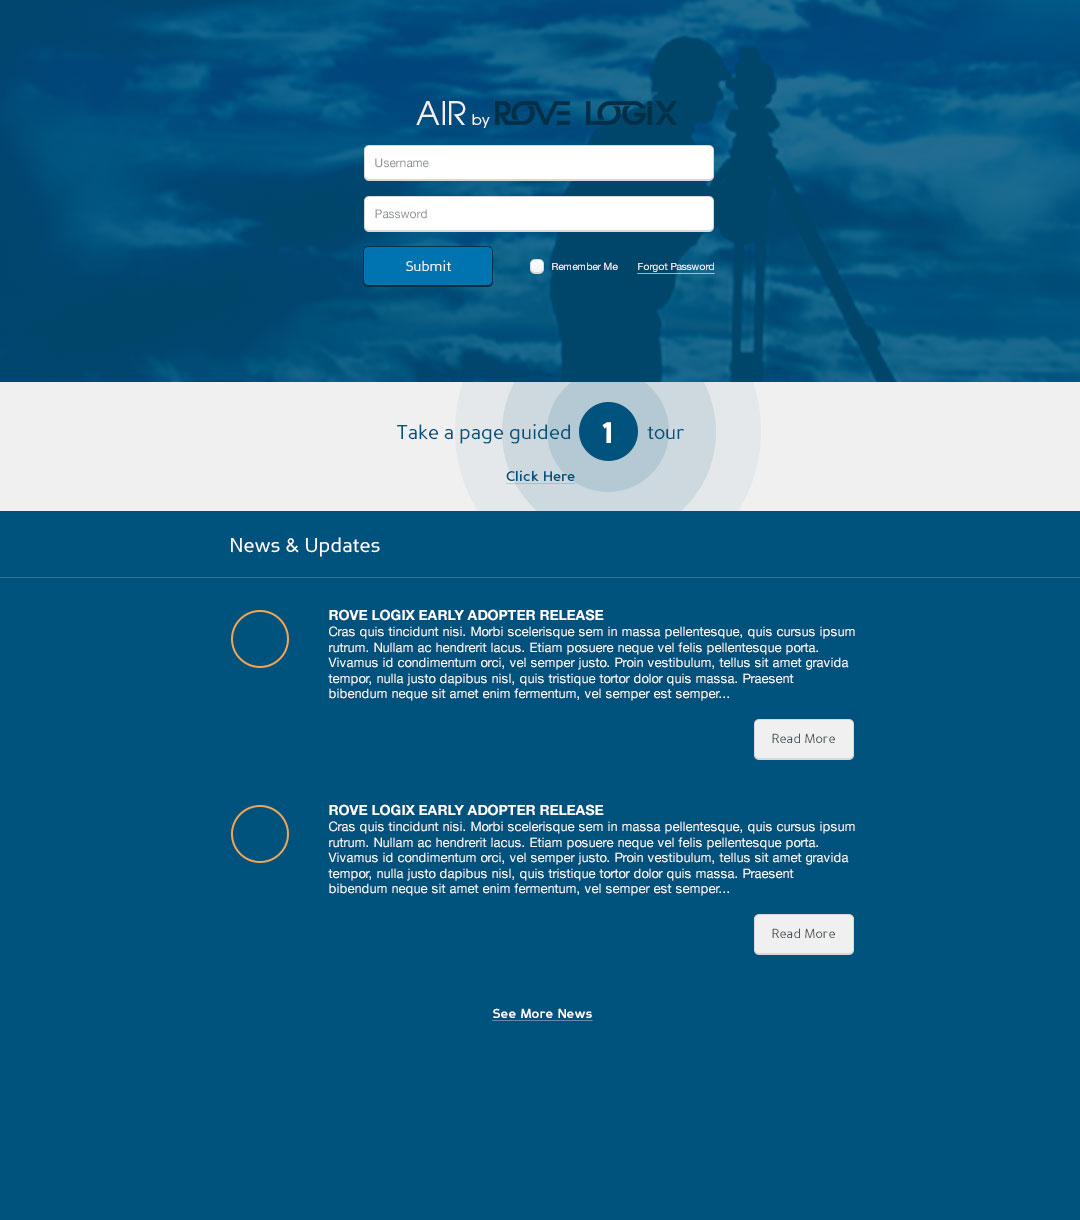 AIR by ROVE LOGIX
Username
Password
Submit
Remember Me
Forgot Password
Take a page guided 1 tour
Click Here
News & Updates
ROVE LOGIX EARLY ADOPTER RELEASE
Cras quis tincidunt nisi. Morbi scelerisque sem in massa pellentesque, quis cursus ipsum
rutrum. Nullam ac hendrerit lacus. Etiam posuere neque vel felis pellentesque porta.
Vivamus id condimentum orci, vel semper justo. Proin vestibulum, tellus sit amet gravida
tempor, nulla justo dapibus nisl, quis tristique tortor dolor quis massa. Praesent
bibendum neque sit amet enim fermentum, vel semper est semper...
Read More
ROVE LOGIX EARLY ADOPTER RELEASE
Cras quis tincidunt nisi. Morbi scelerisque sem in massa pellentesque, quis cursus ipsum
rutrum. Nullam ac hendrerit lacus. Etiam posuere neque vel felis pellentesque porta.
Vivamus id condimentum orci, vel semper justo. Proin vestibulum, tellus sit amet gravida
tempor, nulla justo dapibus nisl, quis tristique tortor dolor quis massa. Praesent
bibendum neque sit amet enim fermentum, vel semper est semper...
Read More
See More News